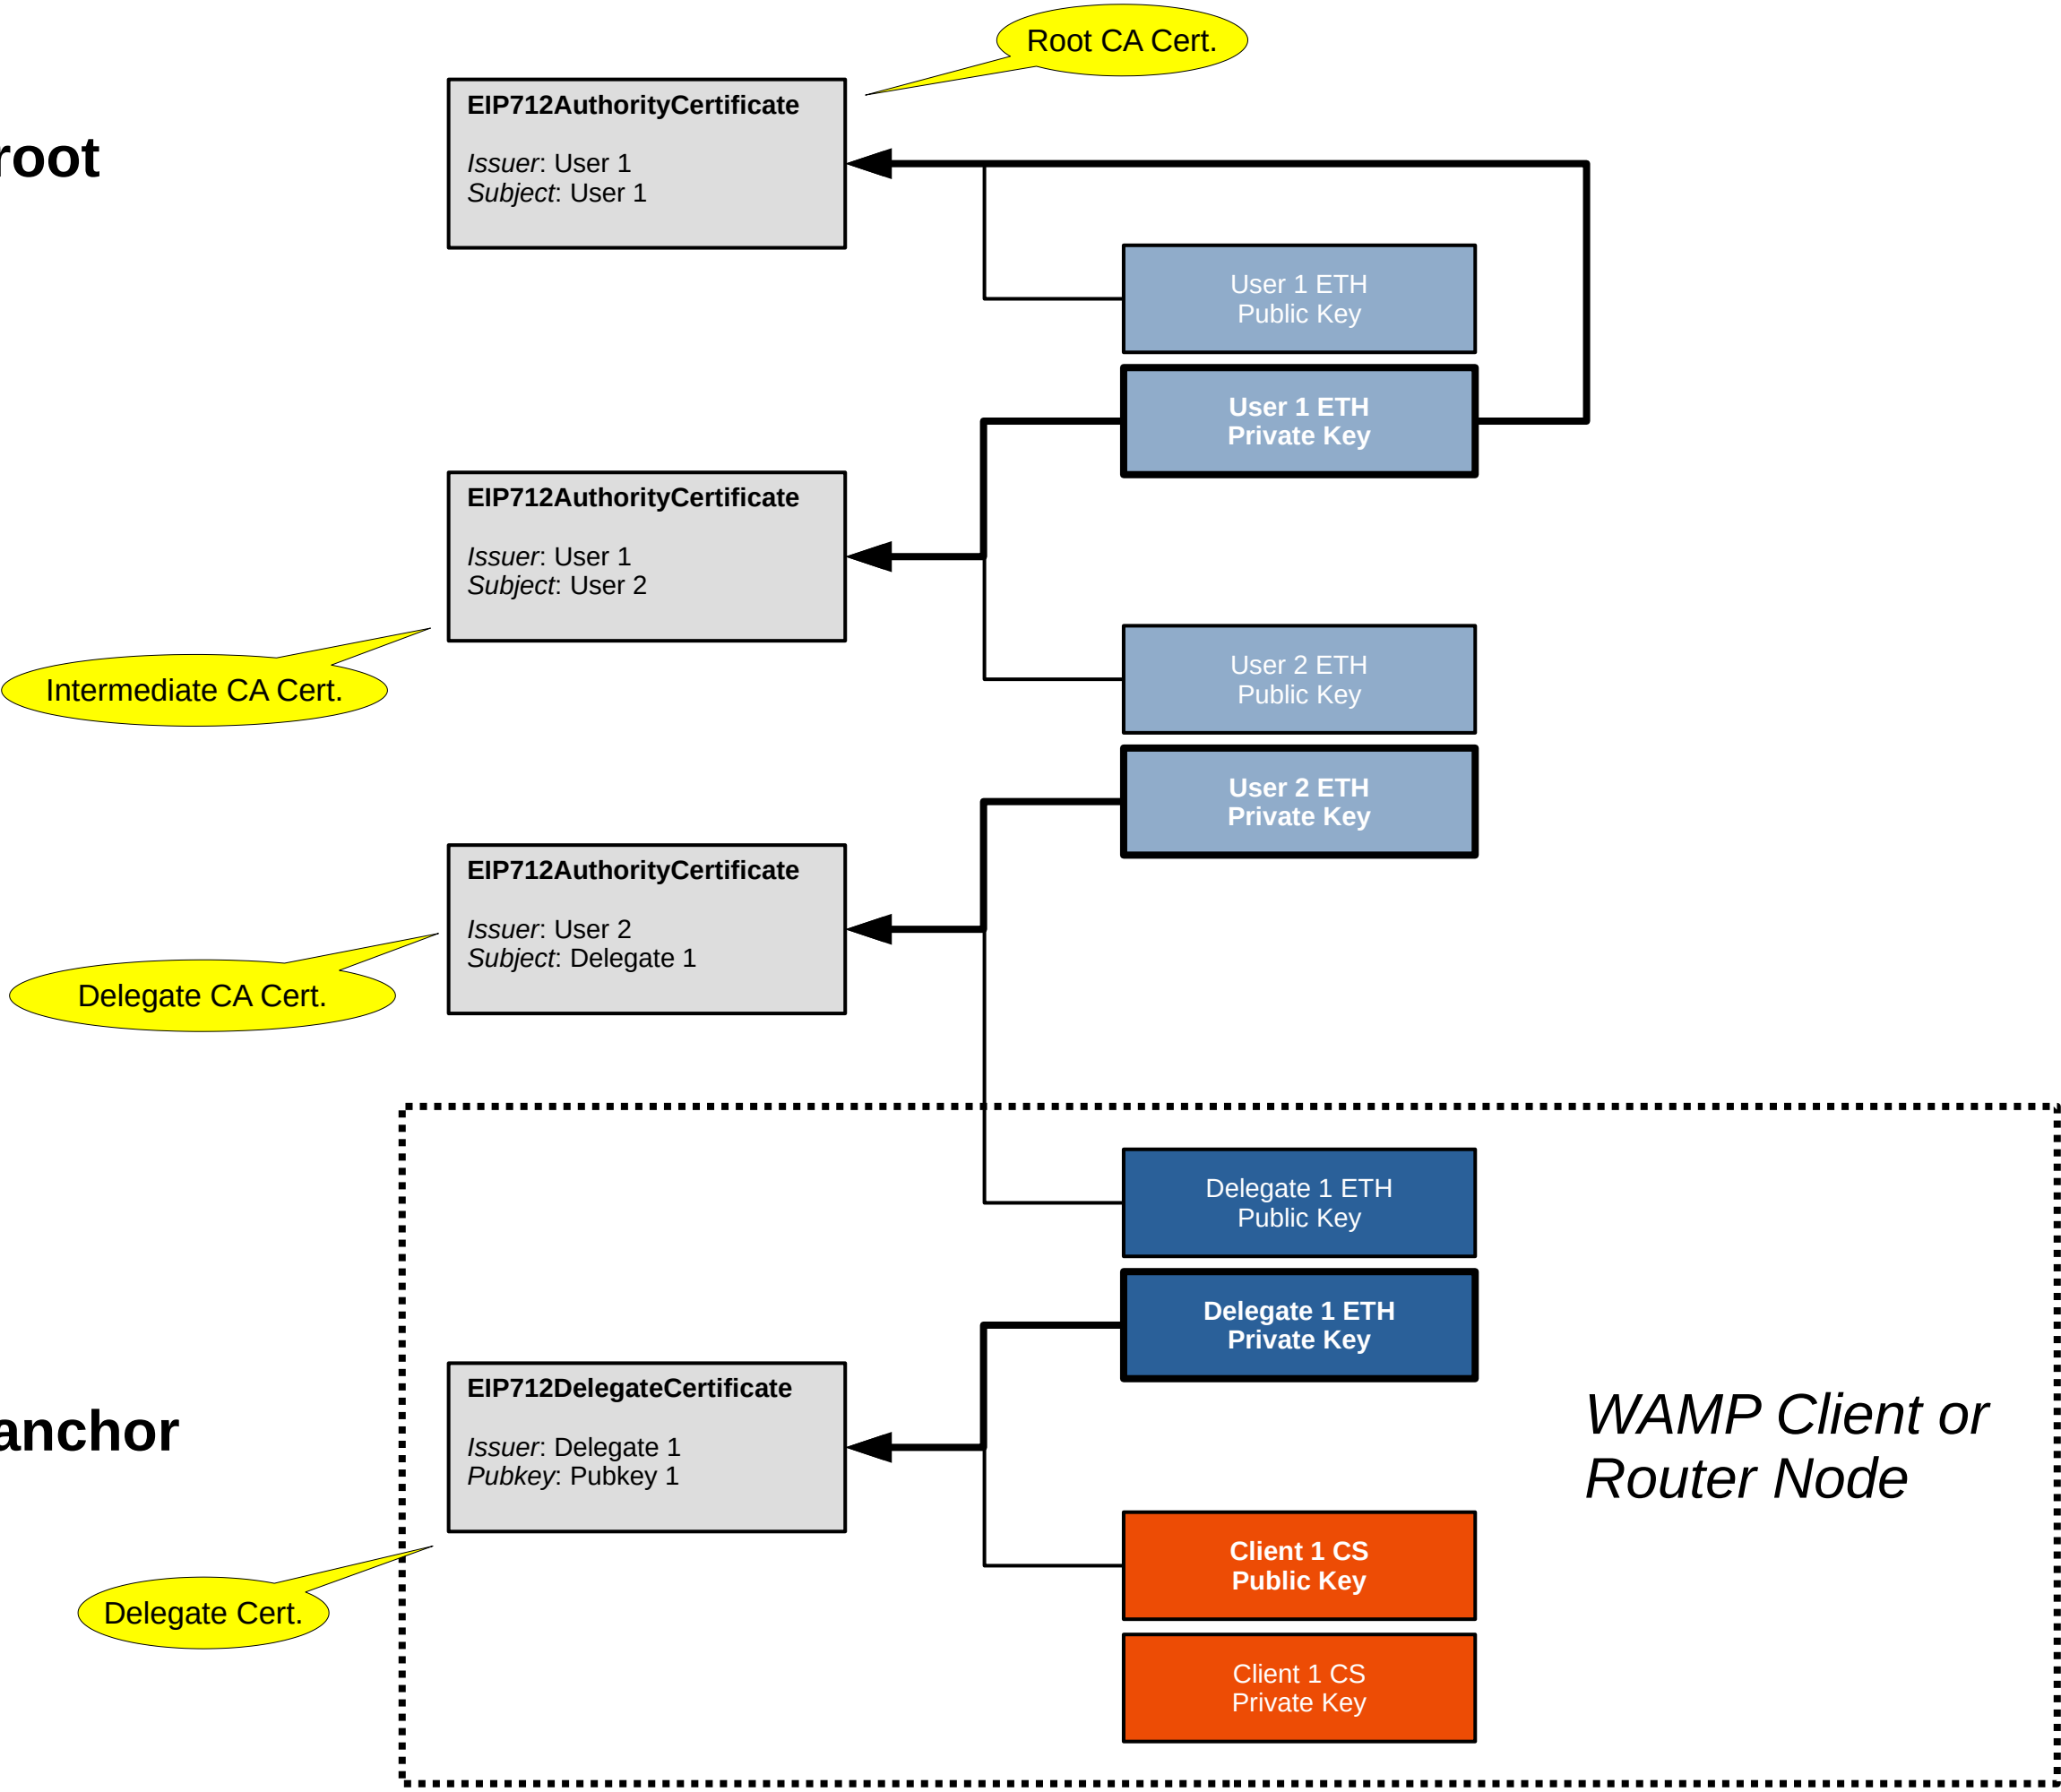 Root CA Cert.
EIP712AuthorityCertificate
Issuer: User 1
Subject: User 1
root
User 1 ETH
Public Key
User 1 ETH
Private Key
EIP712AuthorityCertificate
Issuer: User 1
Subject: User 2
Intermediate CA Cert.
User 2 ETH
Public Key
User 2 ETH
Private Key
EIP712AuthorityCertificate
Issuer: User 2
Subject: Delegate 1
Delegate CA Cert.
Delegate 1 ETH
Public Key
Delegate 1 ETH
Private Key
EIP712DelegateCertificate
Issuer: Delegate 1
Pubkey: Pubkey 1
anchor
WAMP Client or
Router Node
Client 1 CS
Public Key
Delegate Cert.
Client 1 CS
Private Key